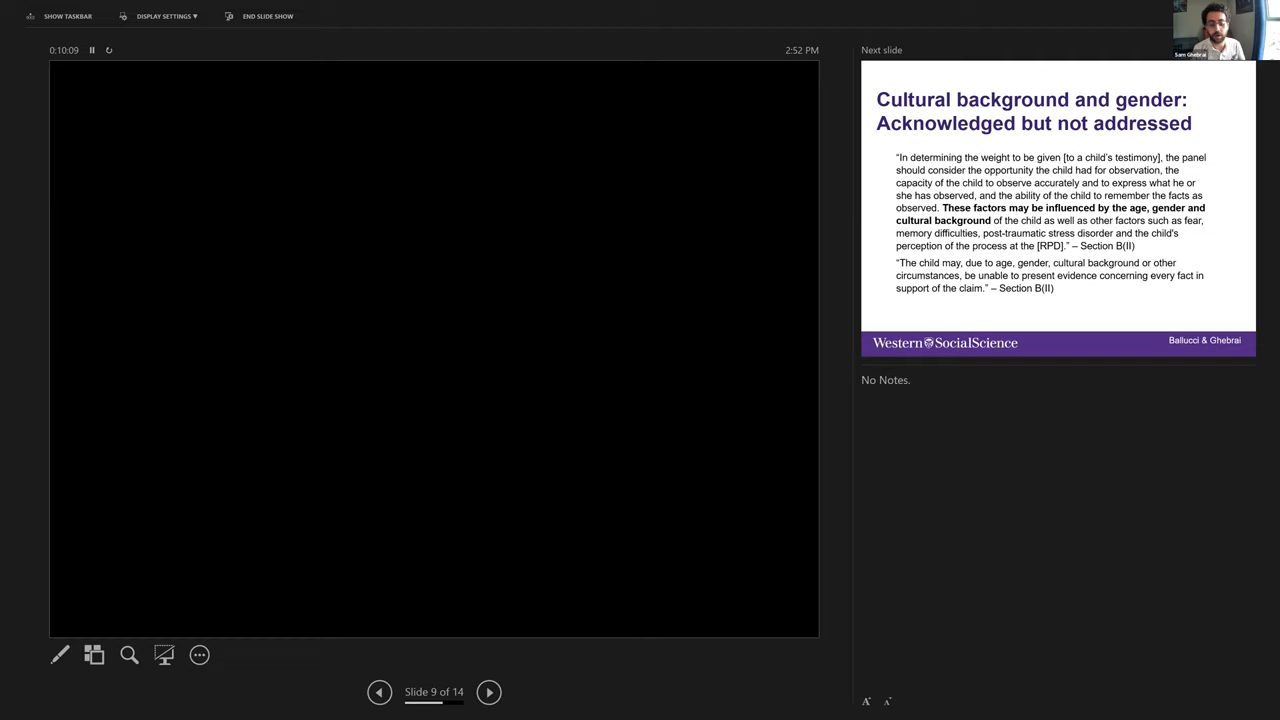 SHOW TASKBAR
DISPLAY SETTINGS ▼
END SLIDE SHOW
Sam Ghebrai
0:10:09
2:52 PM
Next slide
Cultural background and gender:
Acknowledged but not addressed
“In determining the weight to be given [to a child’s testimony], the panel
should consider the opportunity the child had for observation, the
capacity of the child to observe accurately and to express what he or
she has observed, and the ability of the child to remember the facts as
observed. These factors may be influenced by the age, gender and
cultural background of the child as well as other factors such as fear,
memory difficulties, post-traumatic stress disorder and the child's
perception of the process at the [RPD].” – Section B(II)
“The child may, due to age, gender, cultural background or other
circumstances, be unable to present evidence concerning every fact in
support of the claim.” – Section B(II)
Western SocialScience
Ballucci & Ghebrai
No Notes.
Slide 9 of 14
A A